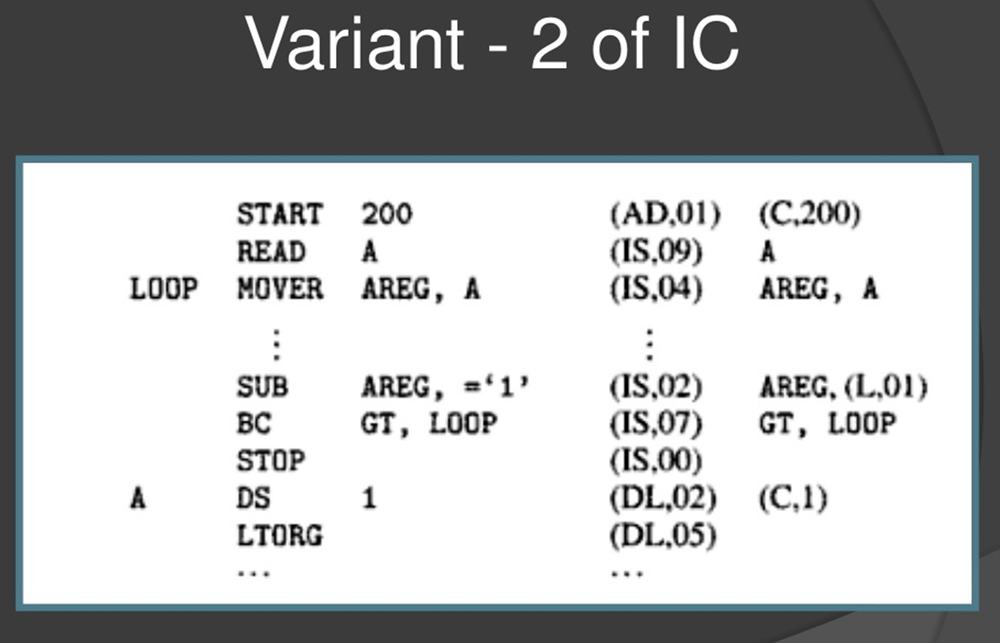 Variant - 2 of IC
START 200 (AD,01) (C,200)
READ A (IS,09) A
LOOP MOVER AREG, A (IS,04) AREG, A
⋮ ⋮
SUB AREG, =‘1’ (IS,02) AREG, (L,01)
BC GT, LOOP (IS,07) GT, LOOP
STOP (IS,00)
A DS 1 (DL,02) (C,1)
LTORG (DL,05)
... ...